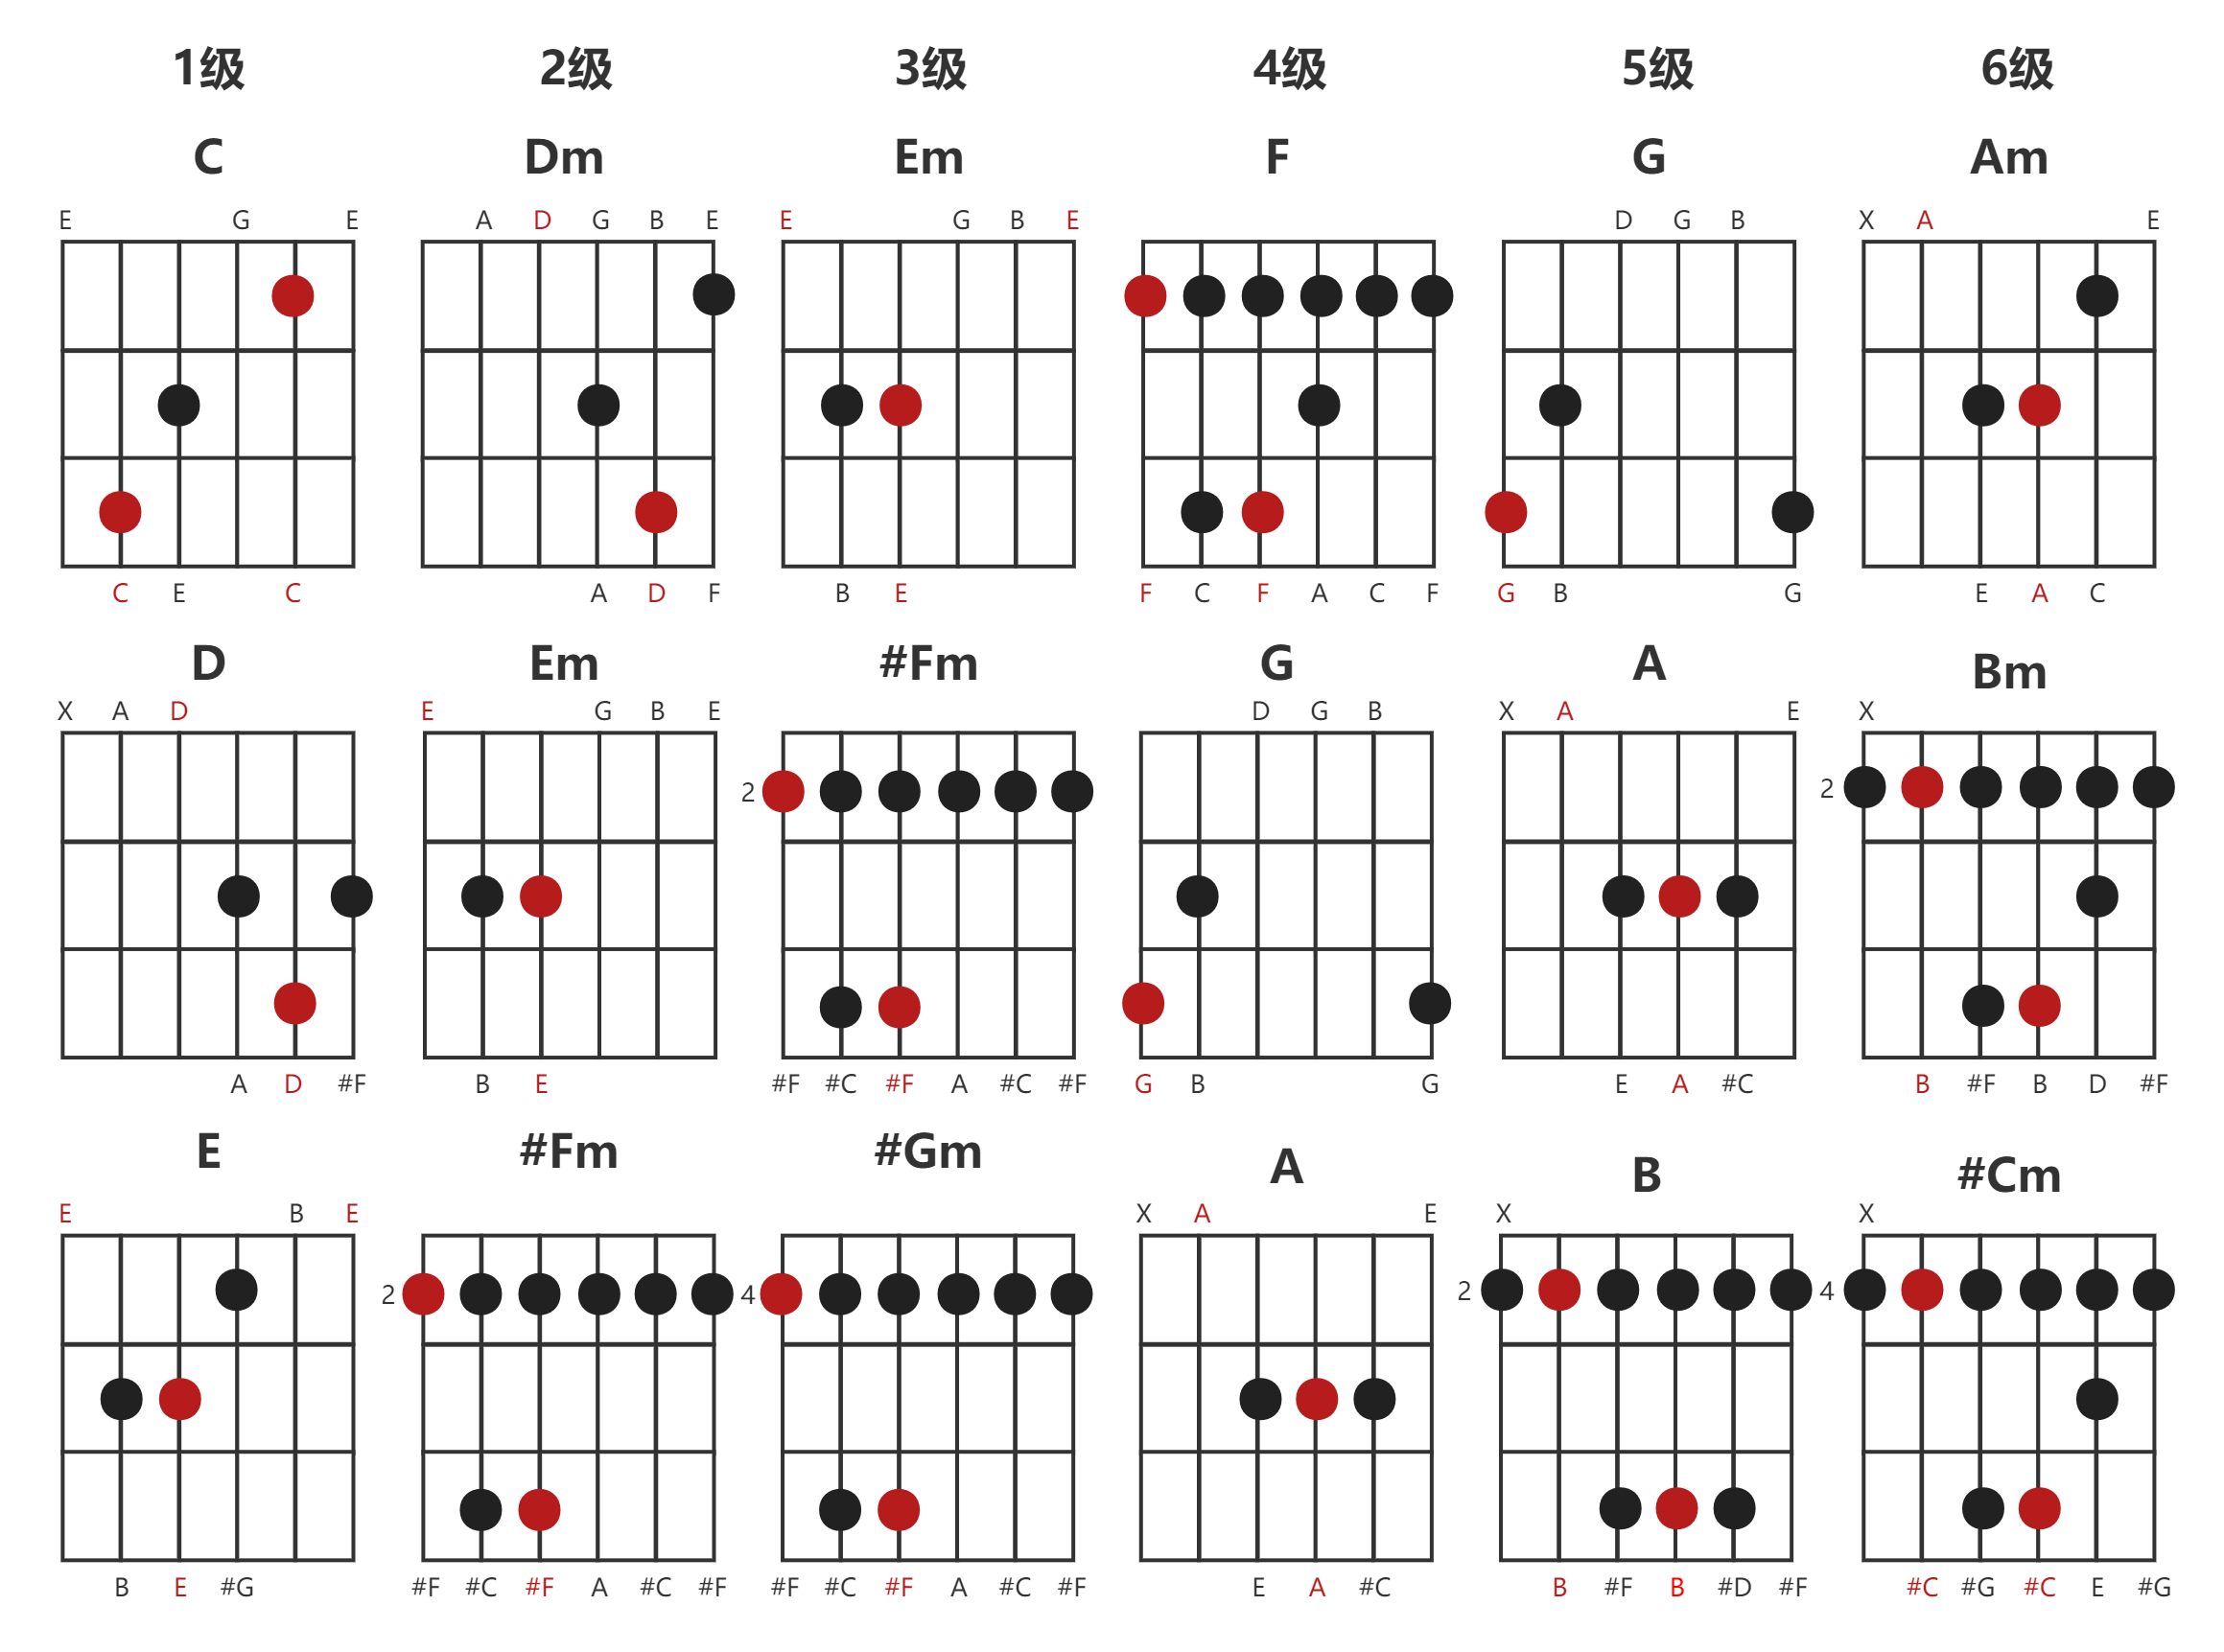 1级 2级 3级 4级 5级 6级
C Dm Em F G Am
E G E A D G B E E G B E D G B X A E
C E C A D F B E F C F A C F G B G E A C
D Em #Fm G A Bm
X A D E G B E D G B X A E X
2 2
A D #F B E #F #C #F A #C #F G B G E A #C B #F B D #F
E #Fm #Gm A B #Cm
E B E X A E X X
2 4 2 4
B E #G #F #C #F A #C #F #F #C #F A #C #F E A #C B #F B #D #F #C #G #C E #G